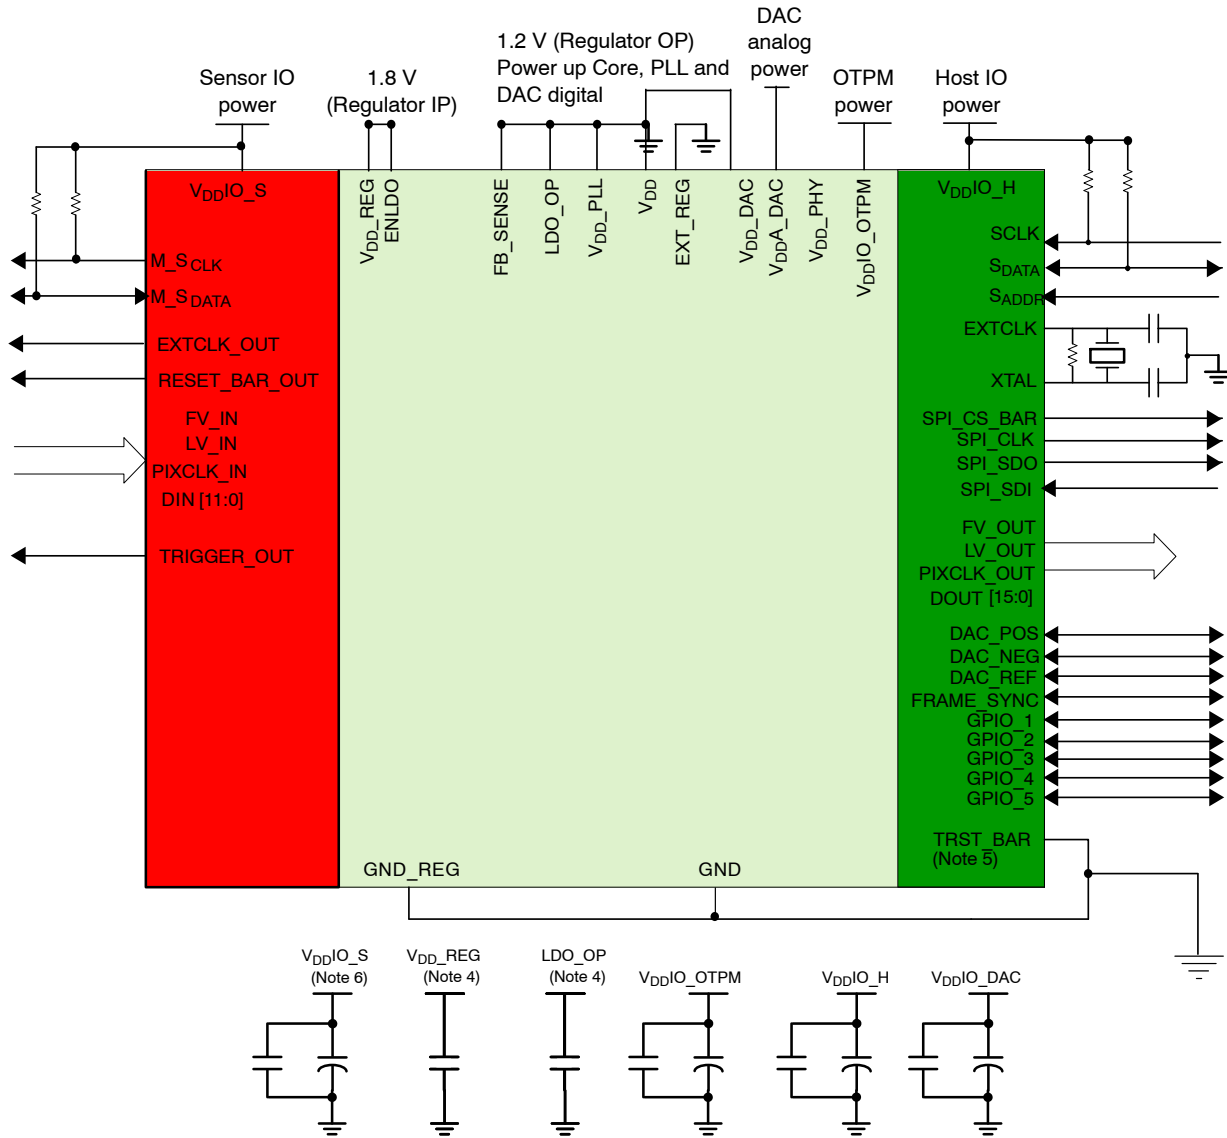 DAC
analog
power
1.2 V (Regulator OP)
Power up Core, PLL and
DAC digital
Sensor IO
power
1.8 V
(Regulator IP)
OTPM
power
Host IO
power
VDDIO_S
VDD_REG
ENLDO
FB_SENSE
LDO_OP
VDD_PLL
VDD
EXT_REG
VDD_DAC
VDDA_DAC
VDD_PHY
VDDIO_OTPM
VDDIO_H
M_SCLK
M_SDATA
EXTCLK_OUT
RESET_BAR_OUT
FV_IN
LV_IN
PIXCLK_IN
DIN [11:0]
TRIGGER_OUT
SCLK
SDATA
SADDR
EXTCLK
XTAL
SPI_CS_BAR
SPI_CLK
SPI_SDO
SPI_SDI
FV_OUT
LV_OUT
PIXCLK_OUT
DOUT [15:0]
DAC_POS
DAC_NEG
DAC_REF
FRAME_SYNC
GPIO_1
GPIO_2
GPIO_3
GPIO_4
GPIO_5
TRST_BAR
(Note 5)
GND_REG
GND
VDDIO_S
(Note 6)
VDD_REG
(Note 4)
LDO_OP
(Note 4)
VDDIO_OTPM
VDDIO_H
VDDIO_DAC